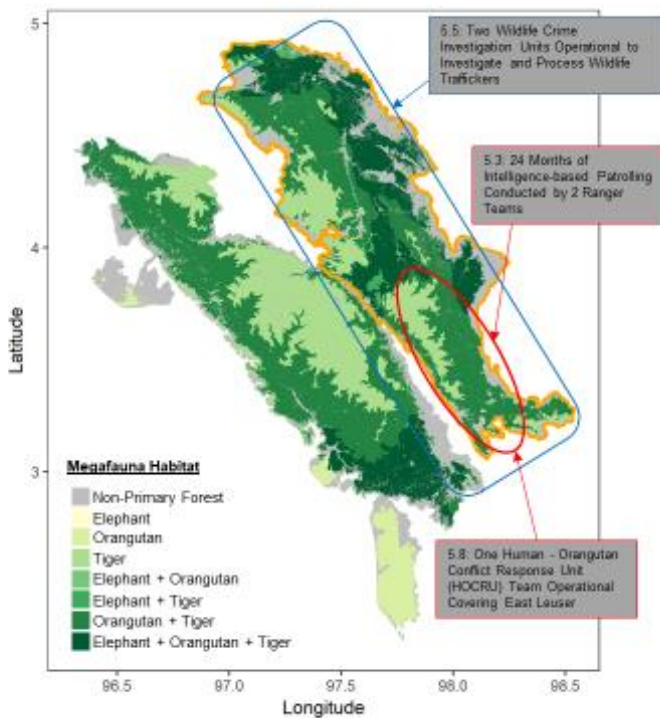 5.5: Two Wildlife Crime
Investigation Units Operational to
Investigate and Process Wildlife
Traffickers
5.3: 24 Months of
Intelligence-based Patrolling
Conducted by 2 Ranger
Teams
5.8: One Human - Orangutan
Conflict Response Unit
(HOCRU) Team Operational
Covering East Leuser
Latitude
5
4
3
Megafauna Habitat
Non-Primary Forest
Elephant
Orangutan
Tiger
Elephant + Orangutan
Elephant + Tiger
Orangutan + Tiger
Elephant + Orangutan + Tiger
96.5 97.0 97.5 98.0 98.5
Longitude